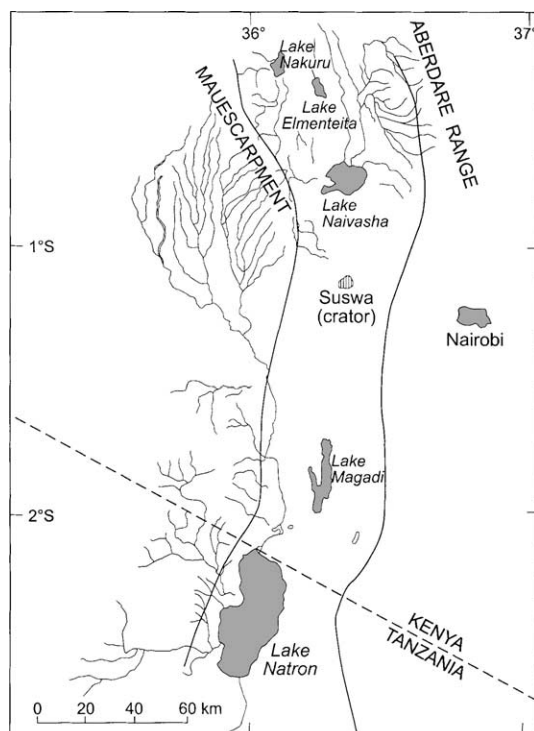 36°
37°
Lake
Nakuru
Lake
Elmenteita
MAUESCARPMENT
ABERDARE RANGE
Lake
Naivasha
1°S
Suswa
(crator)
Nairobi
Lake
Magadi
2°S
KENYA
TANZANIA
Lake
Natron
0 20 40 60 km